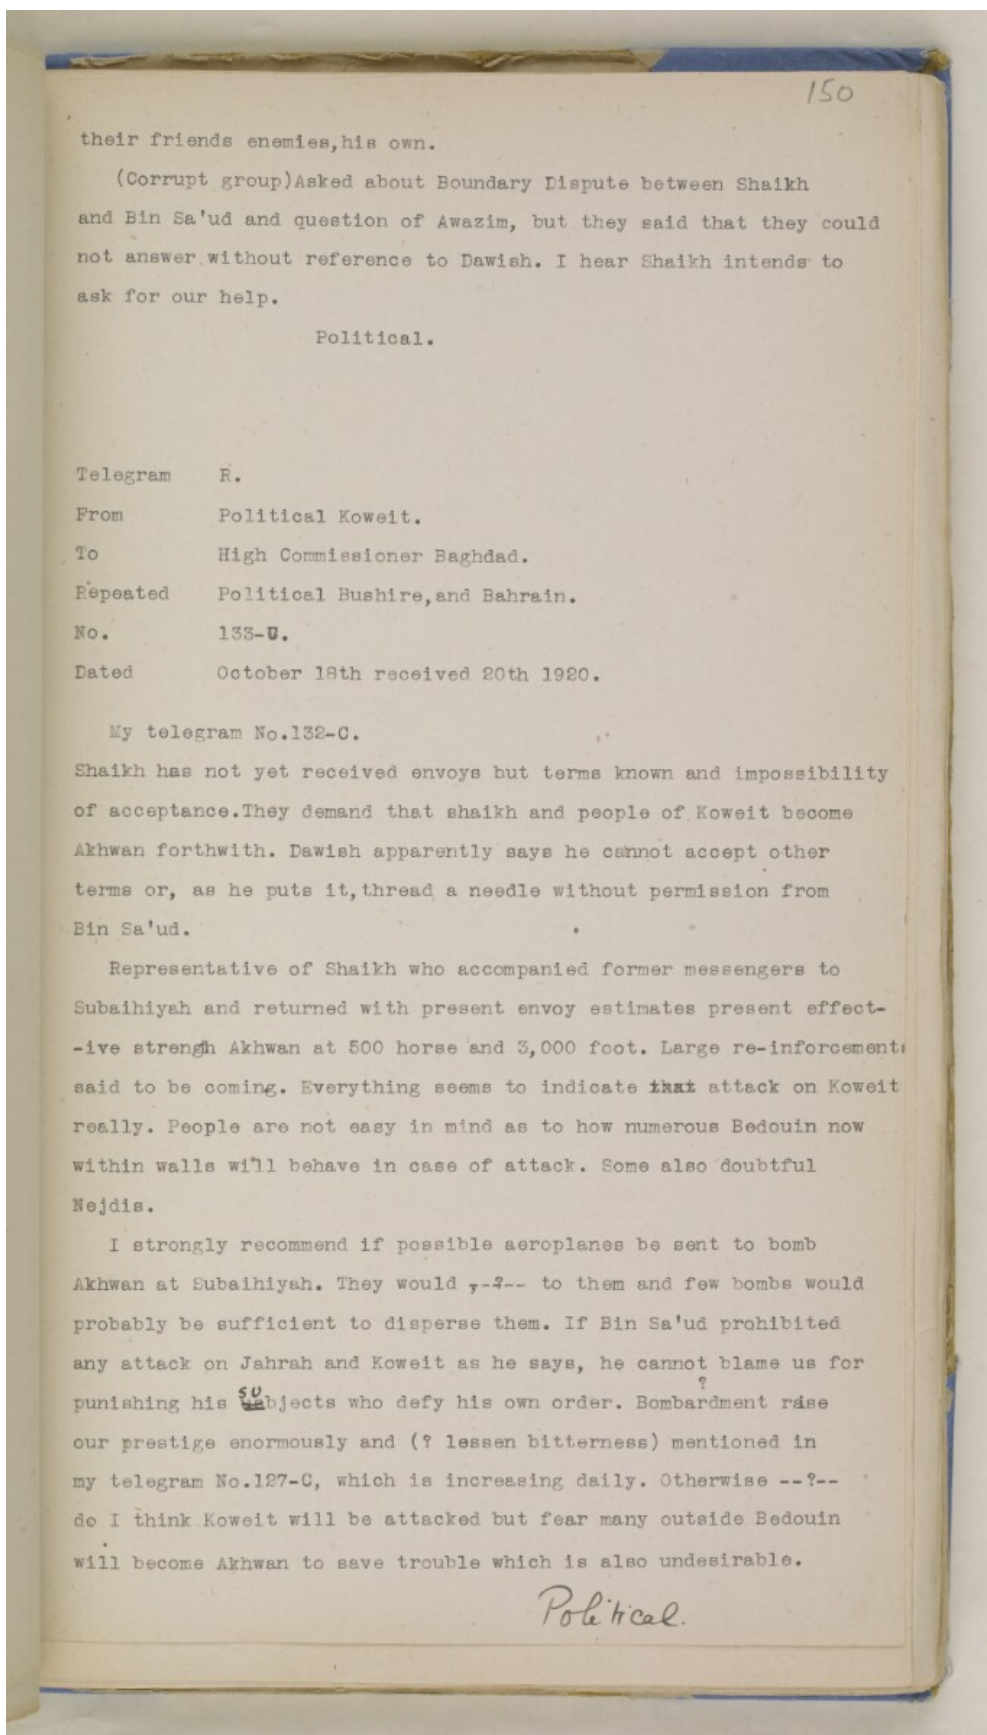 150
their friends enemies,his own.
(Corrupt group)Asked about Boundary Dispute between Shaikh
and Bin Sa'ud and question of Awazim, but they said that they could
not answer without reference to Dawish. I hear Shaikh intends to
ask for our help.
Political.
Telegram R.
From Political Koweit.
To High Commissioner Baghdad.
Repeated Political Bushire,and Bahrain.
No. 133-C.
Dated October 18th received 20th 1920.
My telegram No.132-C.
Shaikh has not yet received envoys but terms known and impossibility
of acceptance.They demand that shaikh and people of Koweit become
Akhwan forthwith. Dawish apparently says he cannot accept other
terms or, as he puts it,thread a needle without permission from
Bin Sa'ud.
Representative of Shaikh who accompanied former messengers to
Subaihiyah and returned with present envoy estimates present effect-
-ive strengh Akhwan at 500 horse and 3,000 foot. Large re-inforcements
said to be coming. Everything seems to indicate that attack on Koweit
really. People are not easy in mind as to how numerous Bedouin now
within walls will behave in case of attack. Some also doubtful
Nejdis.
I strongly recommend if possible aeroplanes be sent to bomb
Akhwan at Subaihiyah. They would --?-- to them and few bombs would
probably be sufficient to disperse them. If Bin Sa'ud prohibited
any attack on Jahrah and Koweit as he says, he cannot blame us for
?
punishing his subjects who defy his own order. Bombardment raise
our prestige enormously and (? lessen bitterness) mentioned in
my telegram No.127-C, which is increasing daily. Otherwise --?--
do I think Koweit will be attacked but fear many outside Bedouin
will become Akhwan to save trouble which is also undesirable.
Political.